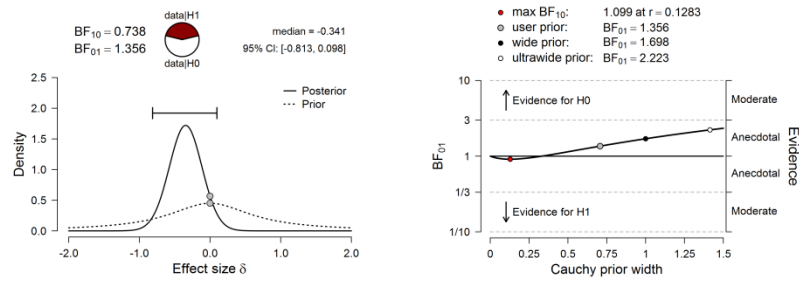 data|H1
BF10 = 0.738
BF01 = 1.356
data|H0
median = -0.341
95% CI: [-0.813, 0.098]
Posterior
Prior
Density
2.5
2.0
1.5
1.0
0.5
0.0
-2.0 -1.0 0.0 1.0 2.0
Effect size δ
max BF10: 1.099 at r = 0.1283
user prior: BF01 = 1.356
wide prior: BF01 = 1.698
ultrawide prior: BF01 = 2.223
BF01
10
3
1
1/3
1/10
Evidence for H0
Evidence for H1
Moderate
Anecdotal
Anecdotal
Moderate
Evidence
0 0.25 0.5 0.75 1 1.25 1.5
Cauchy prior width